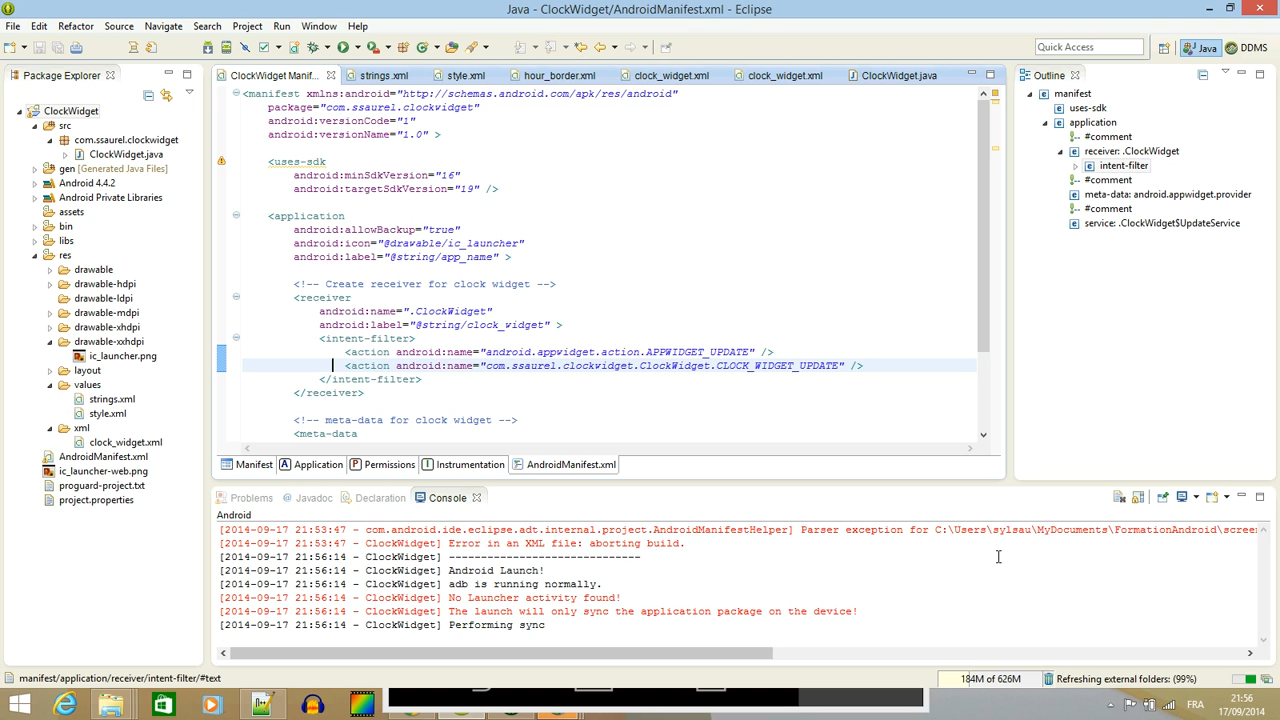 Java - ClockWidget/AndroidManifest.xml - Eclipse
File Edit Refactor Source Navigate Search Project Run Window Help
Quick Access
Java
DDMS
Package Explorer
ClockWidget
src
com.ssaurel.clockwidget
ClockWidget.java
gen [Generated Java Files]
Android 4.4.2
Android Private Libraries
assets
bin
libs
res
drawable
drawable-hdpi
drawable-ldpi
drawable-mdpi
drawable-xhdpi
drawable-xxhdpi
ic_launcher.png
layout
values
strings.xml
style.xml
xml
clock_widget.xml
AndroidManifest.xml
ic_launcher-web.png
proguard-project.txt
project.properties
ClockWidget Manif... strings.xml style.xml hour_border.xml clock_widget.xml clock_widget.xml ClockWidget.java
<manifest xmlns:android="http://schemas.android.com/apk/res/android"
package="com.ssaurel.clockwidget"
android:versionCode="1"
android:versionName="1.0" >
<uses-sdk
android:minSdkVersion="16"
android:targetSdkVersion="19" />
<application
android:allowBackup="true"
android:icon="@drawable/ic_launcher"
android:label="@string/app_name" >
<!-- Create receiver for clock widget -->
<receiver
android:name=".ClockWidget"
android:label="@string/clock_widget" >
<intent-filter>
<action android:name="android.appwidget.action.APPWIDGET_UPDATE" />
<action android:name="com.ssaurel.clockwidget.ClockWidget.CLOCK_WIDGET_UPDATE" />
</intent-filter>
</receiver>
<!-- meta-data for clock widget -->
<meta-data
Manifest Application Permissions Instrumentation AndroidManifest.xml
Outline
manifest
uses-sdk
application
#comment
receiver: .ClockWidget
intent-filter
#comment
meta-data: android.appwidget.provider
#comment
service: .ClockWidget$UpdateService
Problems Javadoc Declaration Console
Android
[2014-09-17 21:53:47 - com.android.ide.eclipse.adt.internal.project.AndroidManifestHelper] Parser exception for C:\Users\sylsau\MyDocuments\FormationAndroid\screen
[2014-09-17 21:53:47 - ClockWidget] Error in an XML file: aborting build.
[2014-09-17 21:56:14 - ClockWidget] ------------------------------
[2014-09-17 21:56:14 - ClockWidget] Android Launch!
[2014-09-17 21:56:14 - ClockWidget] adb is running normally.
[2014-09-17 21:56:14 - ClockWidget] No Launcher activity found!
[2014-09-17 21:56:14 - ClockWidget] The launch will only sync the application package on the device!
[2014-09-17 21:56:14 - ClockWidget] Performing sync
manifest/application/receiver/intent-filter/#text
184M of 626M
Refreshing external folders: (99%)
FRA
21:56
17/09/2014